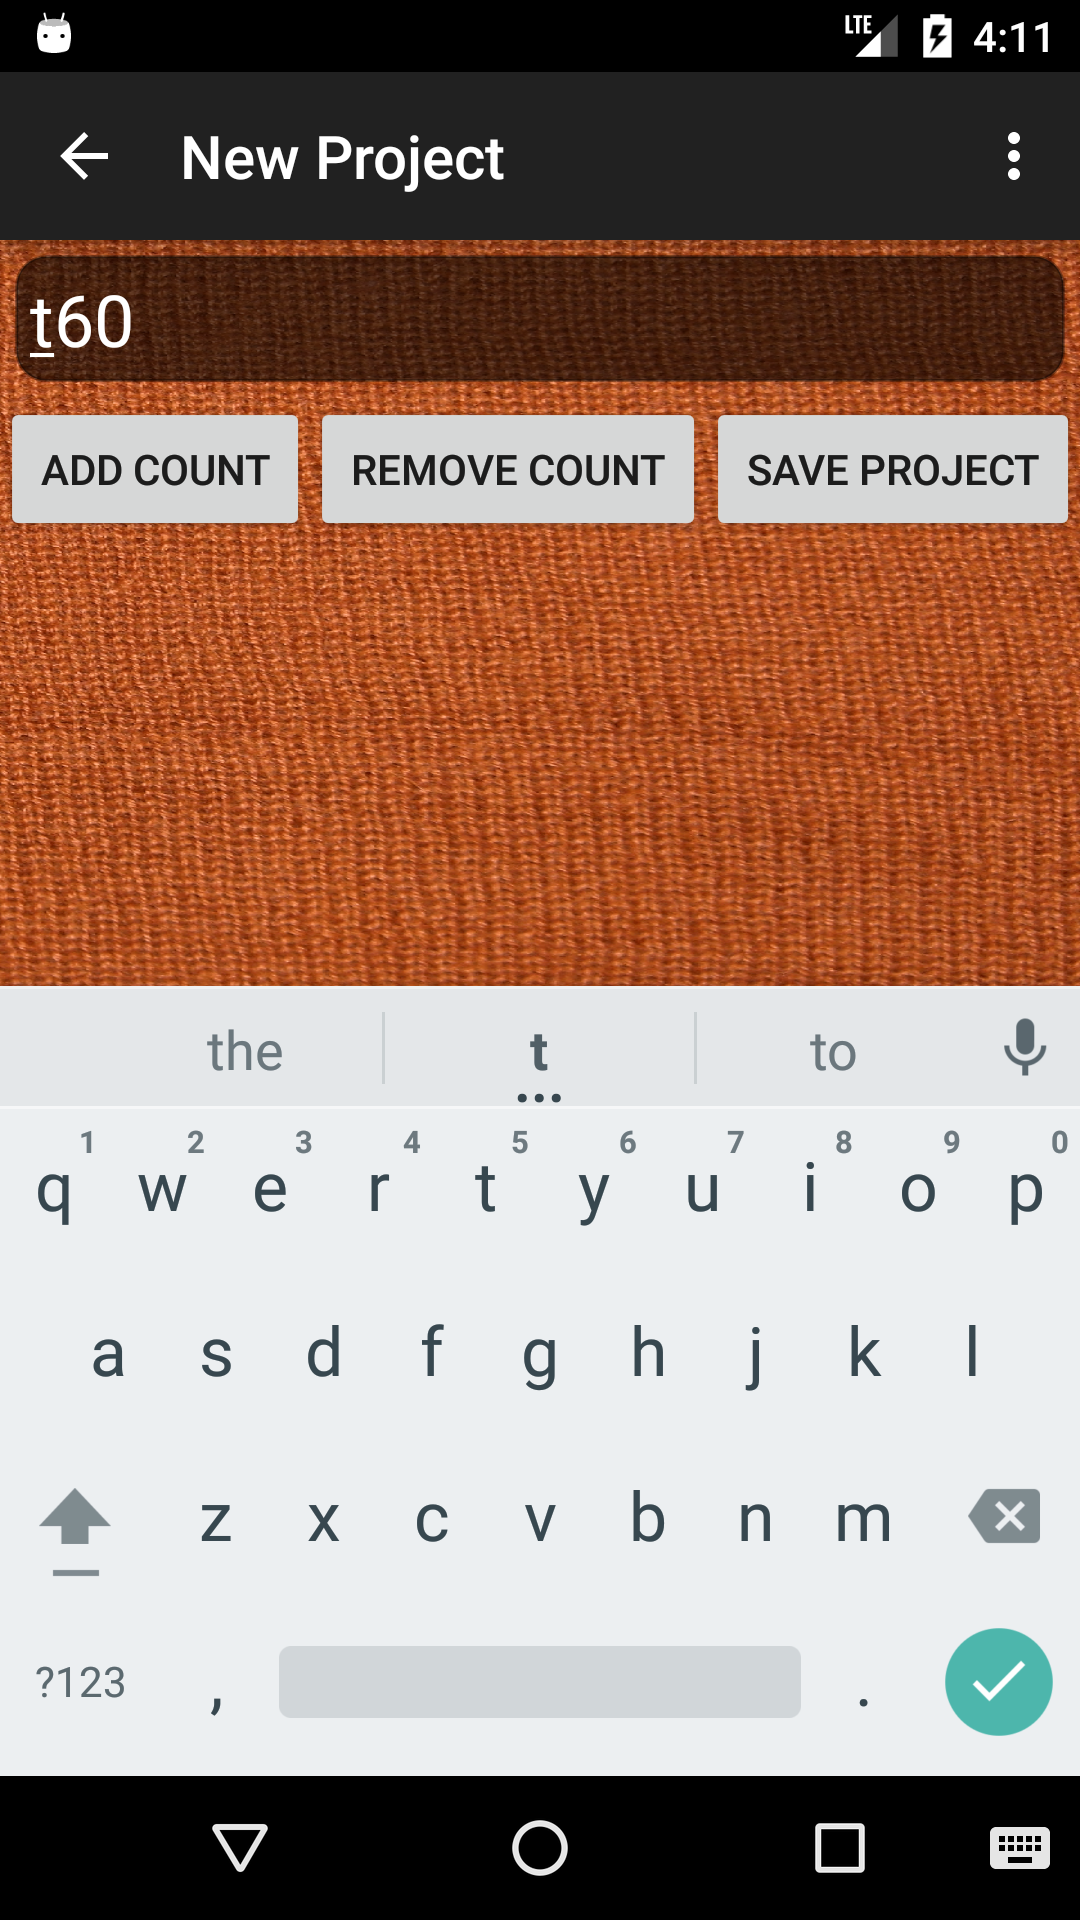 LTE 4:11
New Project
t60
ADD COUNT REMOVE COUNT SAVE PROJECT
the t to
1 2 3 4 5 6 7 8 9 0
q w e r t y u i o p
a s d f g h j k l
z x c v b n m
?123 , .